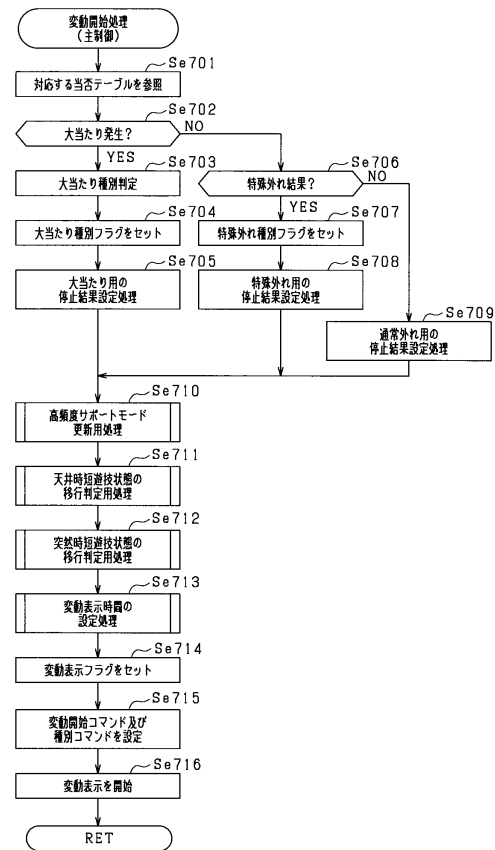 変動開始処理
(主制御)
Se701
対応する当否テーブルを参照
Se702
大当たり発生?
NO
YES
Se703
大当たり種別判定
Se704
大当たり種別フラグをセット
Se705
大当たり用の
停止結果設定処理
Se706
特殊外れ結果?
NO
YES
Se707
特殊外れ種別フラグをセット
Se708
特殊外れ用の
停止結果設定処理
Se709
通常外れ用の
停止結果設定処理
Se710
高頻度サポートモード
更新用処理
Se711
天井時短遊技状態の
移行判定用処理
Se712
突然時短遊技状態の
移行判定用処理
Se713
変動表示時間の
設定処理
Se714
変動表示フラグをセット
Se715
変動開始コマンド及び
種別コマンドを設定
Se716
変動表示を開始
RET